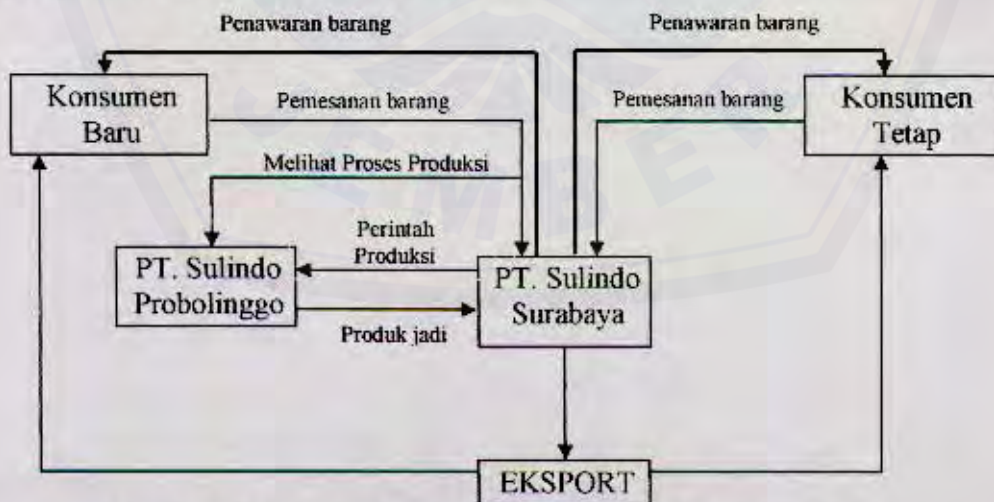 Penawaran barang
Penawaran barang
Konsumen
Baru
Pemesanan barang
Pemesanan barang
Konsumen
Tetap
Melihat Proses Produksi
Perintah
Produksi
PT. Sulindo
Probolinggo
PT. Sulindo
Surabaya
Produk jadi
EKSPORT
EMBER